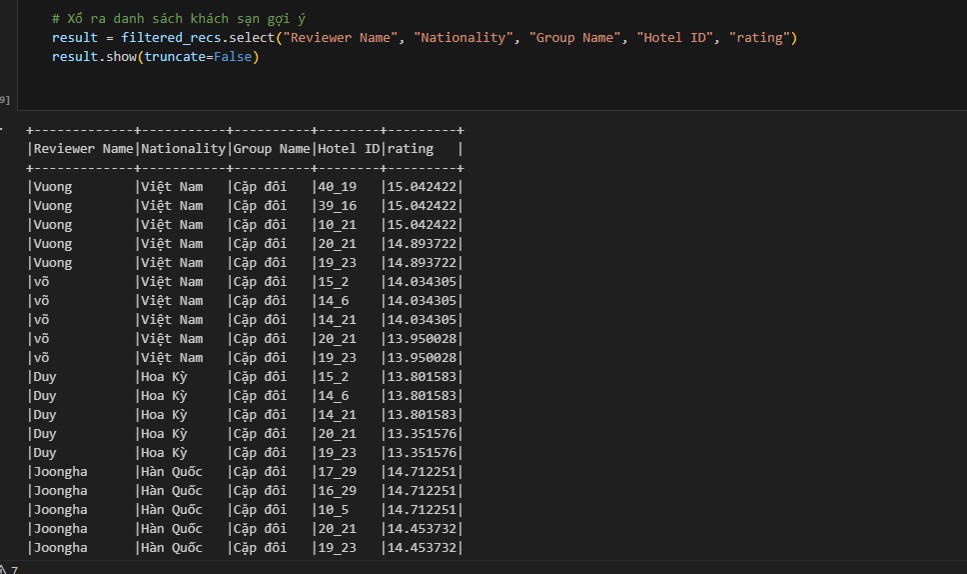 # Xổ ra danh sách khách sạn gợi ý
result = filtered_recs.select("Reviewer Name", "Nationality", "Group Name", "Hotel ID", "rating")
result.show(truncate=False)
9]
+-------------+-----------+----------+--------+---------+
|Reviewer Name|Nationality|Group Name|Hotel ID|rating   |
+-------------+-----------+----------+--------+---------+
|Vuong        |Việt Nam   |Cặp đôi   |40_19   |15.042422|
|Vuong        |Việt Nam   |Cặp đôi   |39_16   |15.042422|
|Vuong        |Việt Nam   |Cặp đôi   |10_21   |15.042422|
|Vuong        |Việt Nam   |Cặp đôi   |20_21   |14.893722|
|Vuong        |Việt Nam   |Cặp đôi   |19_23   |14.893722|
|võ           |Việt Nam   |Cặp đôi   |15_2    |14.034305|
|võ           |Việt Nam   |Cặp đôi   |14_6    |14.034305|
|võ           |Việt Nam   |Cặp đôi   |14_21   |14.034305|
|võ           |Việt Nam   |Cặp đôi   |20_21   |13.950028|
|võ           |Việt Nam   |Cặp đôi   |19_23   |13.950028|
|Duy          |Hoa Kỳ     |Cặp đôi   |15_2    |13.801583|
|Duy          |Hoa Kỳ     |Cặp đôi   |14_6    |13.801583|
|Duy          |Hoa Kỳ     |Cặp đôi   |14_21   |13.801583|
|Duy          |Hoa Kỳ     |Cặp đôi   |20_21   |13.351576|
|Duy          |Hoa Kỳ     |Cặp đôi   |19_23   |13.351576|
|Joongha      |Hàn Quốc   |Cặp đôi   |17_29   |14.712251|
|Joongha      |Hàn Quốc   |Cặp đôi   |16_29   |14.712251|
|Joongha      |Hàn Quốc   |Cặp đôi   |10_5    |14.712251|
|Joongha      |Hàn Quốc   |Cặp đôi   |20_21   |14.453732|
|Joongha      |Hàn Quốc   |Cặp đôi   |19_23   |14.453732|
7